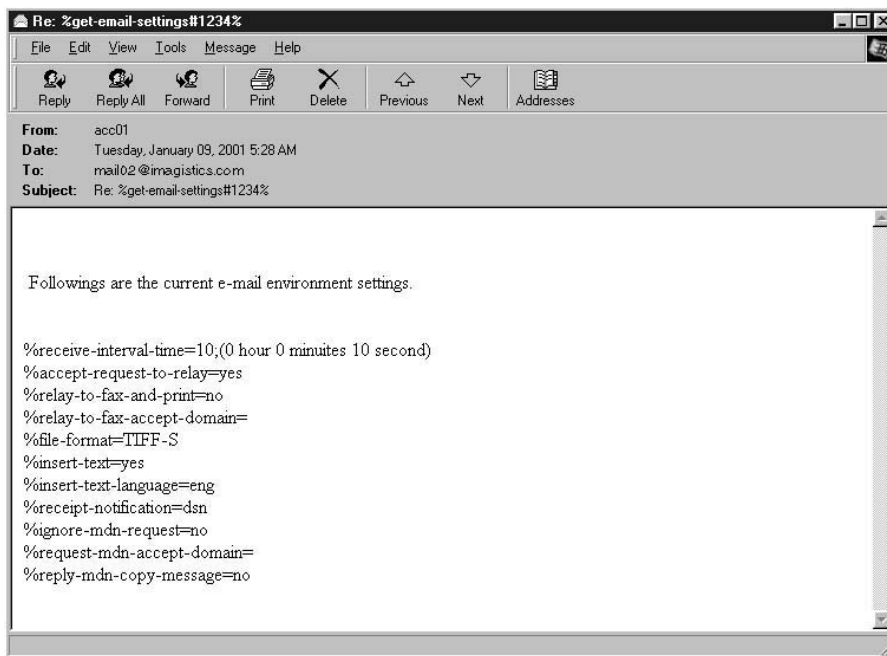 Re: %get-email-settings#1234%
File Edit View Tools Message Help
Reply Reply All Forward Print Delete Previous Next Addresses
From: acc01
Date: Tuesday, January 09, 2001 5:28 AM
To: mail02@imagistics.com
Subject: Re: %get-email-settings#1234%
Followings are the current e-mail environment settings.
%receive-interval-time=10;(0 hour 0 minuites 10 second)
%accept-request-to-relay=yes
%relay-to-fax-and-print=no
%relay-to-fax-accept-domain=
%file-format=TIFF-S
%insert-text=yes
%insert-text-language=eng
%receipt-notification=dsn
%ignore-mdn-request=no
%request-mdn-accept-domain=
%reply-mdn-copy-message=no